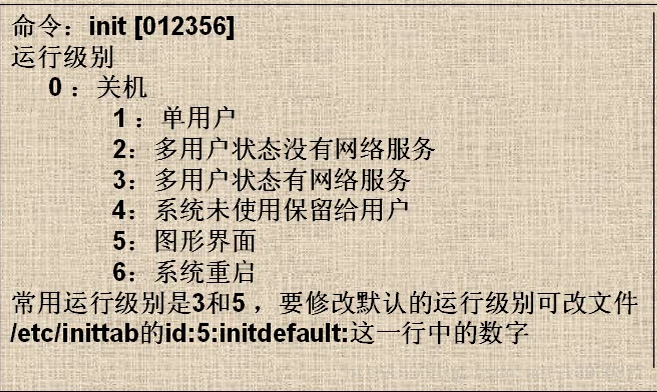 命令：init [012356]
运行级别
0 ：关机
1 ：单用户
2：多用户状态没有网络服务
3：多用户状态有网络服务
4：系统未使用保留给用户
5：图形界面
6：系统重启
常用运行级别是3和5 ，要修改默认的运行级别可改文件
/etc/inittab的id:5:initdefault:这一行中的数字